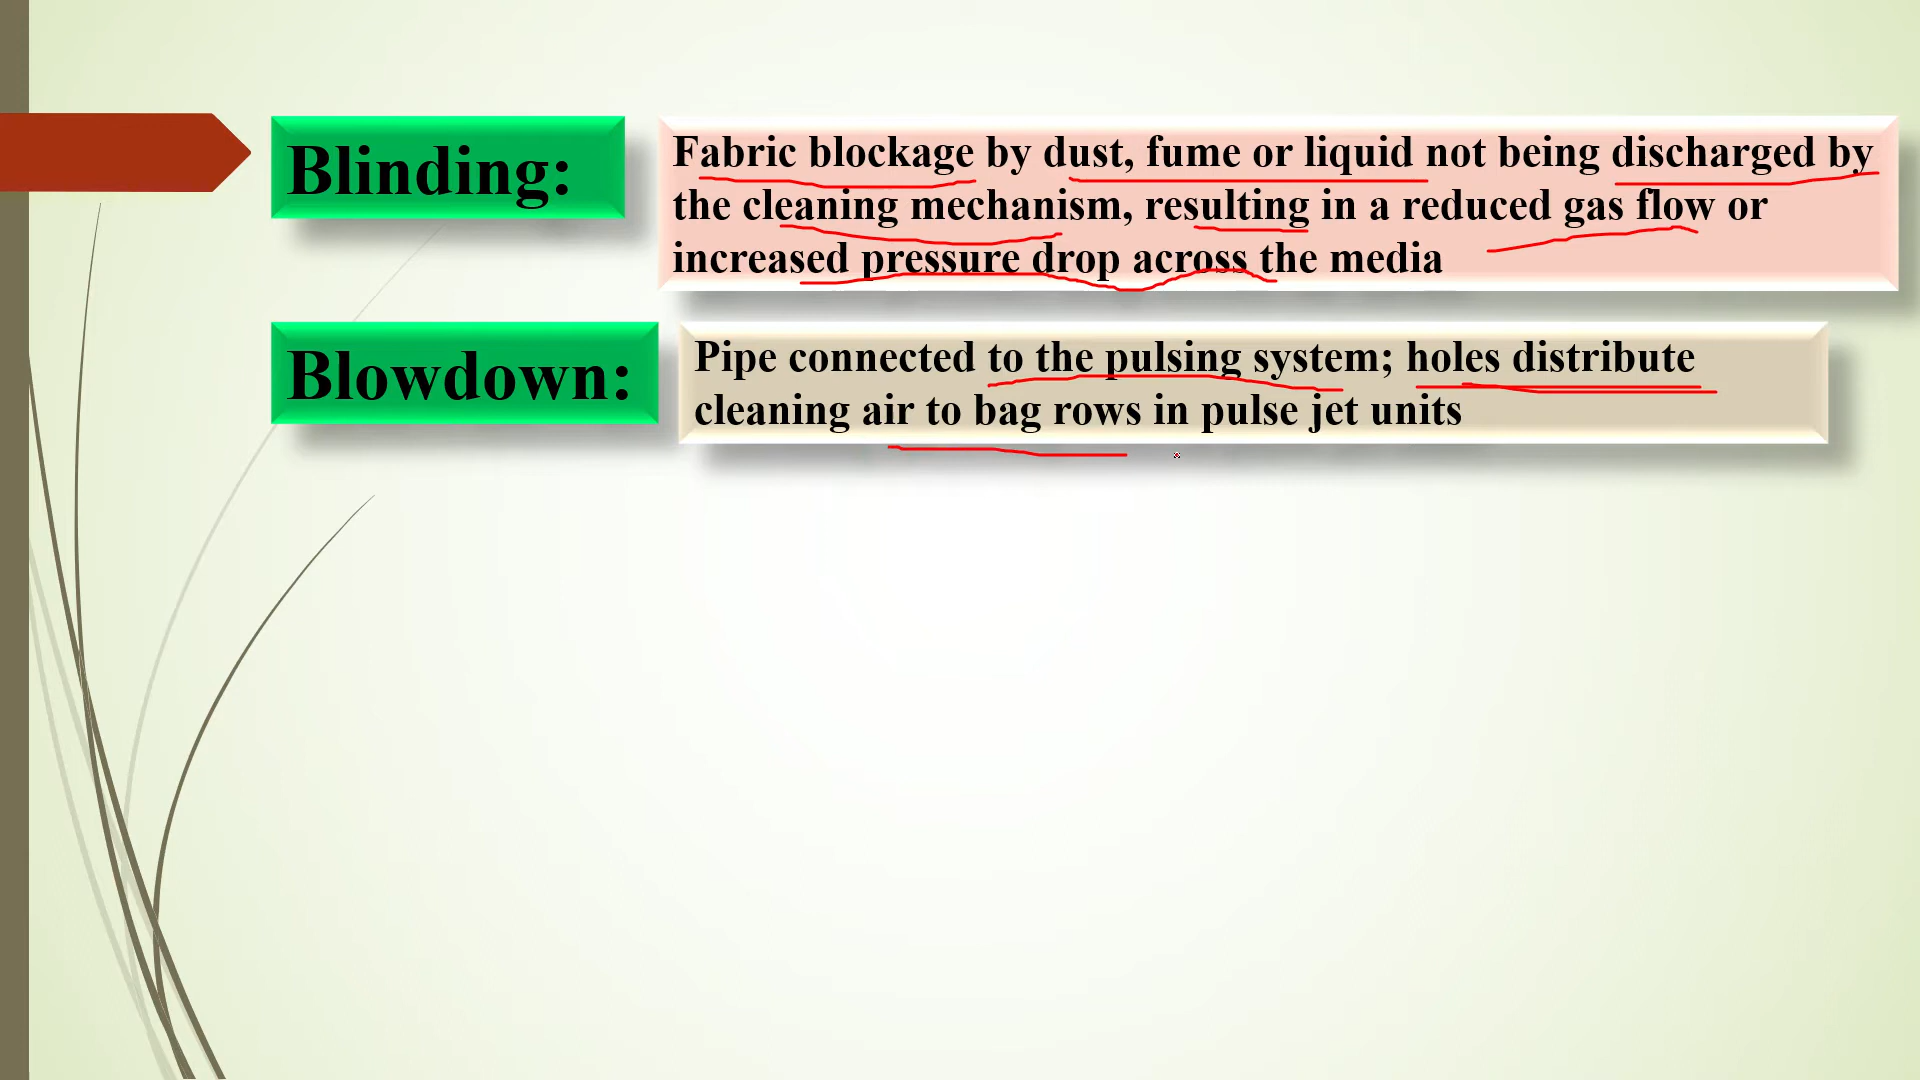 Blinding:
Fabric blockage by dust, fume or liquid not being discharged by
the cleaning mechanism, resulting in a reduced gas flow or
increased pressure drop across the media
Blowdown:
Pipe connected to the pulsing system; holes distribute
cleaning air to bag rows in pulse jet units